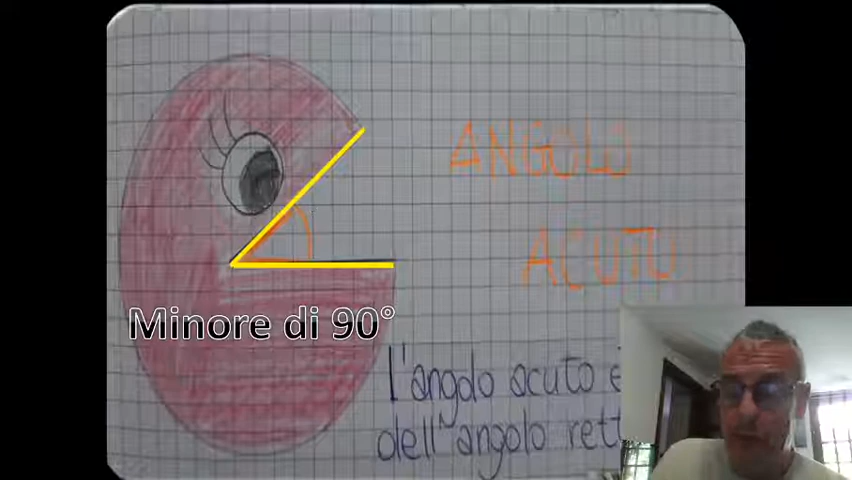 ANGOLO
ACUTO
Minore di 90°
l'angolo acuto è
dell'angolo rett